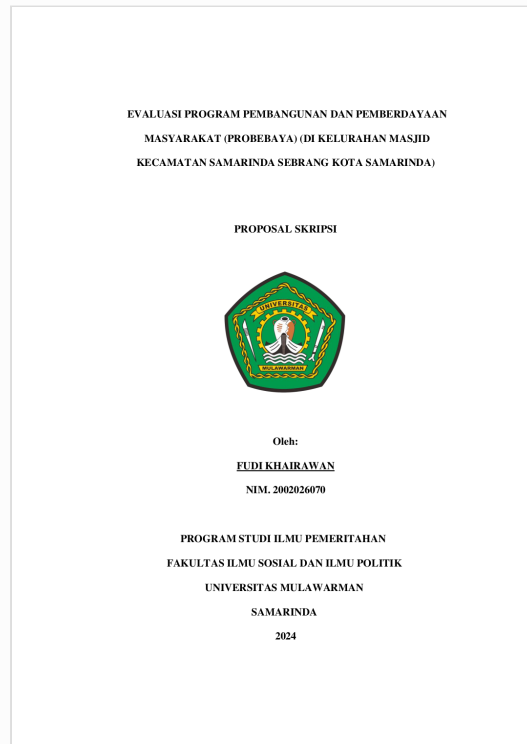 EVALUASI PROGRAM PEMBANGUNAN DAN PEMBERDAYAAN
MASYARAKAT (PROBEBAYA) (DI KELURAHAN MASJID
KECAMATAN SAMARINDA SEBRANG KOTA SAMARINDA)
PROPOSAL SKRIPSI
UNIVERSITAS
MULAWARMAN
Oleh:
FUDI KHAIRAWAN
NIM. 2002026070
PROGRAM STUDI ILMU PEMERITAHAN
FAKULTAS ILMU SOSIAL DAN ILMU POLITIK
UNIVERSITAS MULAWARMAN
SAMARINDA
2024